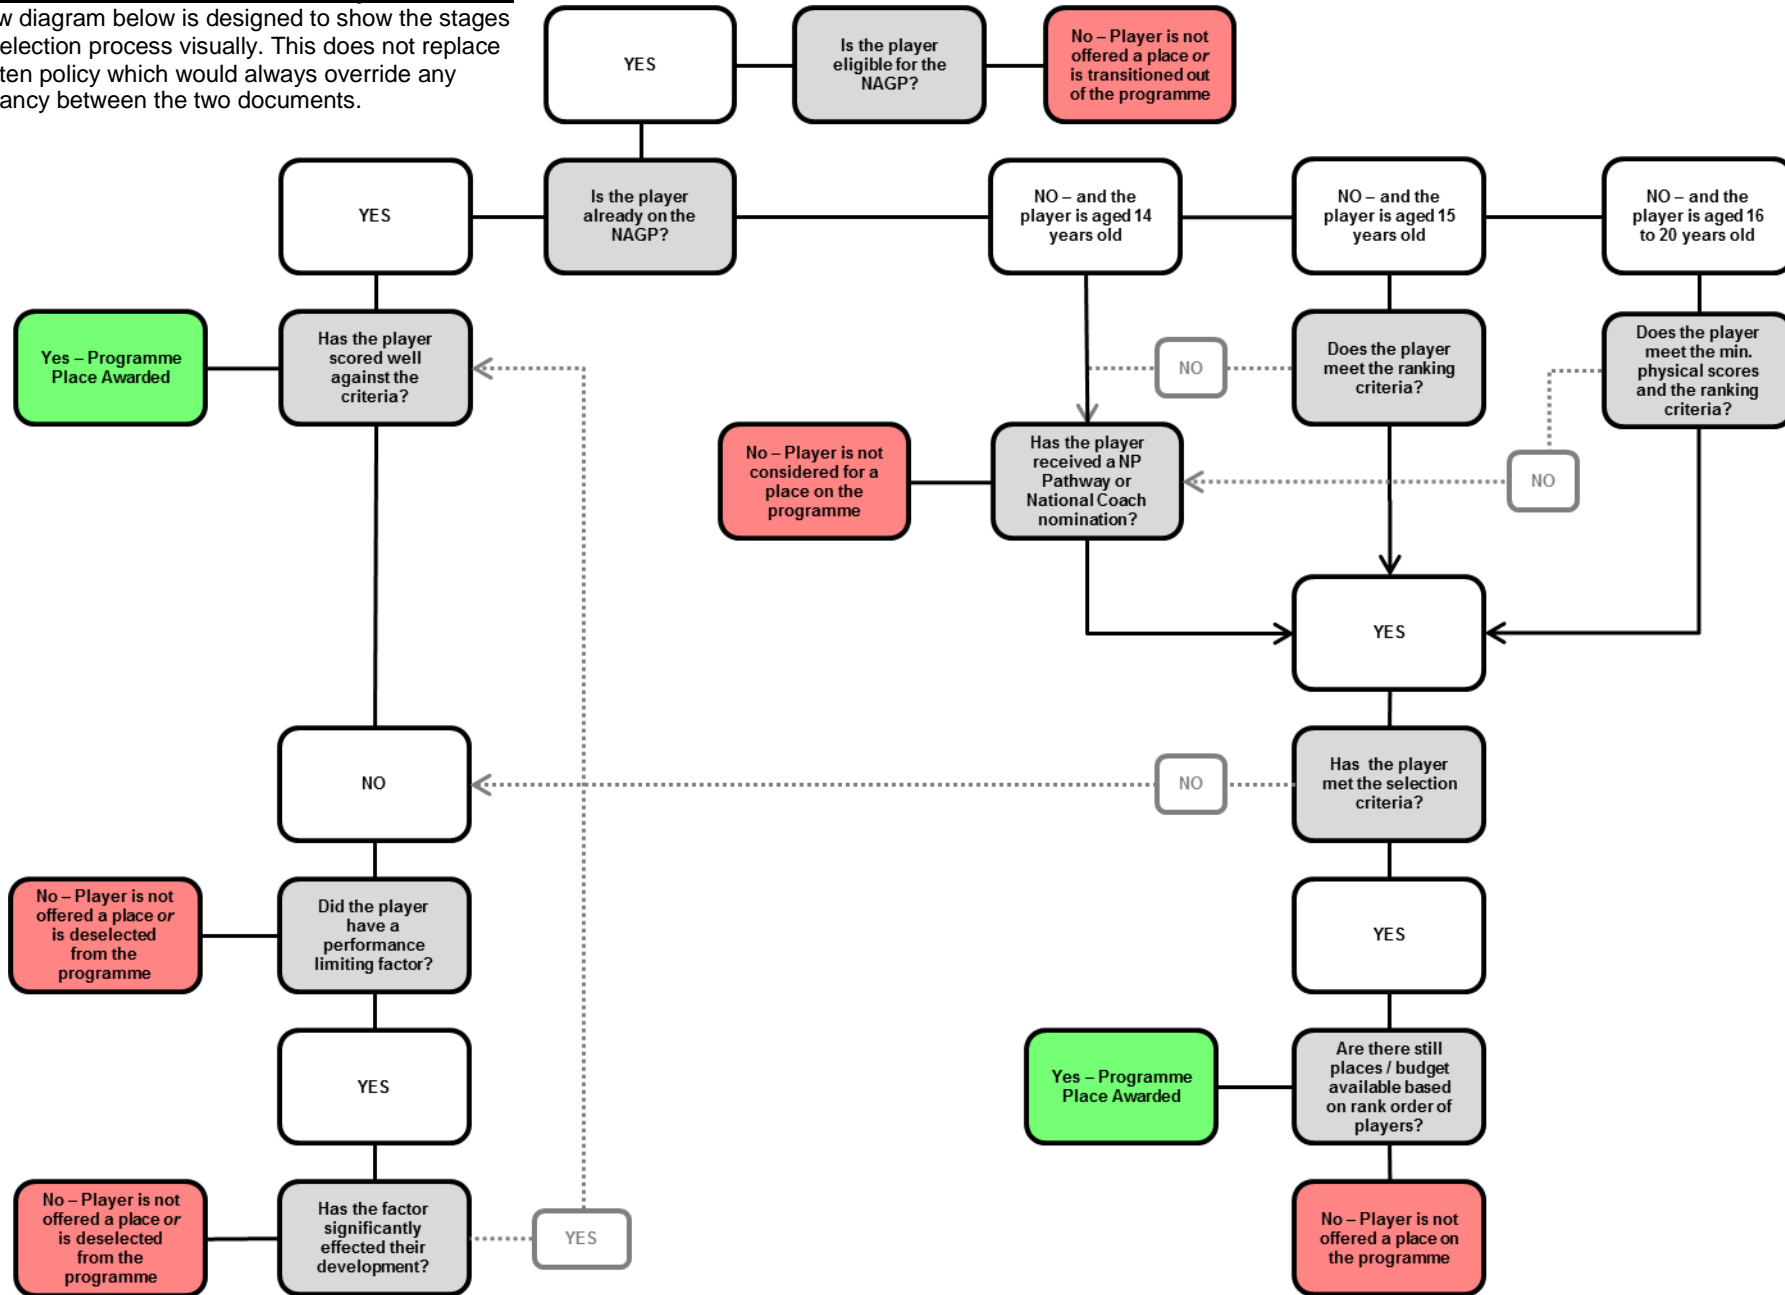 w diagram below is designed to show the stages
election process visually. This does not replace
ten policy which would always override any
ancy between the two documents.
YES
Is the player
eligible for the
NAGP?
No – Player is not
offered a place or
is transitioned out
of the programme
YES
Is the player
already on the
NAGP?
NO – and the
player is aged 14
years old
NO – and the
player is aged 15
years old
NO – and the
player is aged 16
to 20 years old
Yes – Programme
Place Awarded
Has the player
scored well
against the
criteria?
NO
Does the player
meet the ranking
criteria?
Does the player
meet the min.
physical scores
and the ranking
criteria?
No – Player is not
considered for a
place on the
programme
Has the player
received a NP
Pathway or
National Coach
nomination?
NO
YES
NO
NO
Has the player
met the selection
criteria?
No – Player is not
offered a place or
is deselected
from the
programme
Did the player
have a
performance
limiting factor?
YES
YES
Yes – Programme
Place Awarded
Are there still
places / budget
available based
on rank order of
players?
No – Player is not
offered a place or
is deselected
from the
programme
Has the factor
significantly
effected their
development?
YES
No – Player is not
offered a place on
the programme